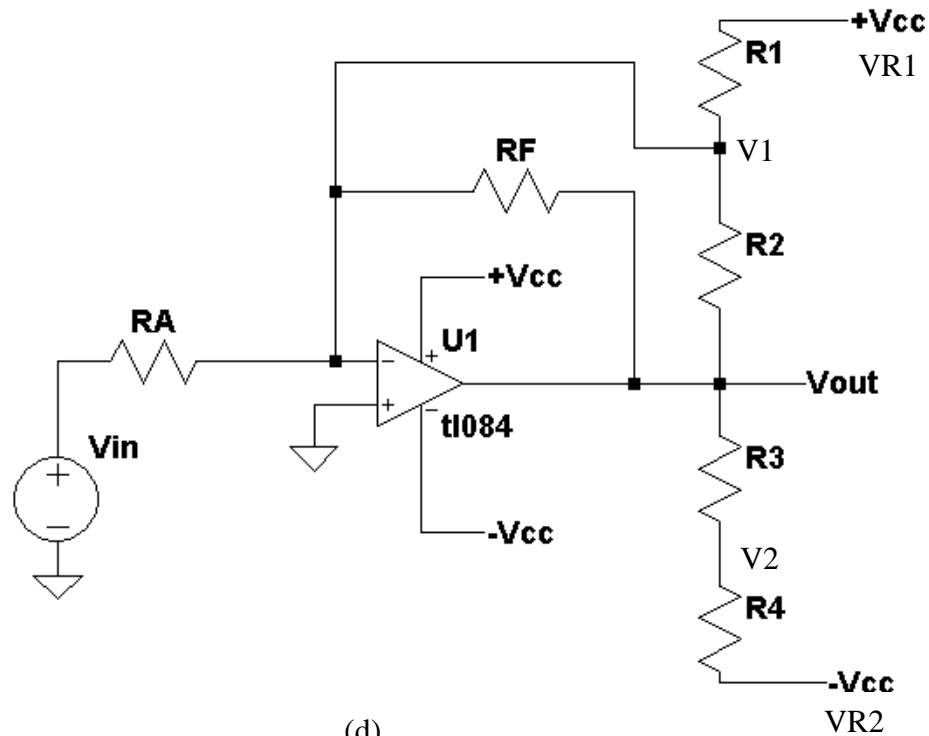 +Vcc
R1
VR1
V1
RF
R2
+Vcc
RA
U1
-
+
+
-
Vout
tl084
Vin
+
-
R3
-Vcc
V2
R4
-Vcc
VR2
(d)